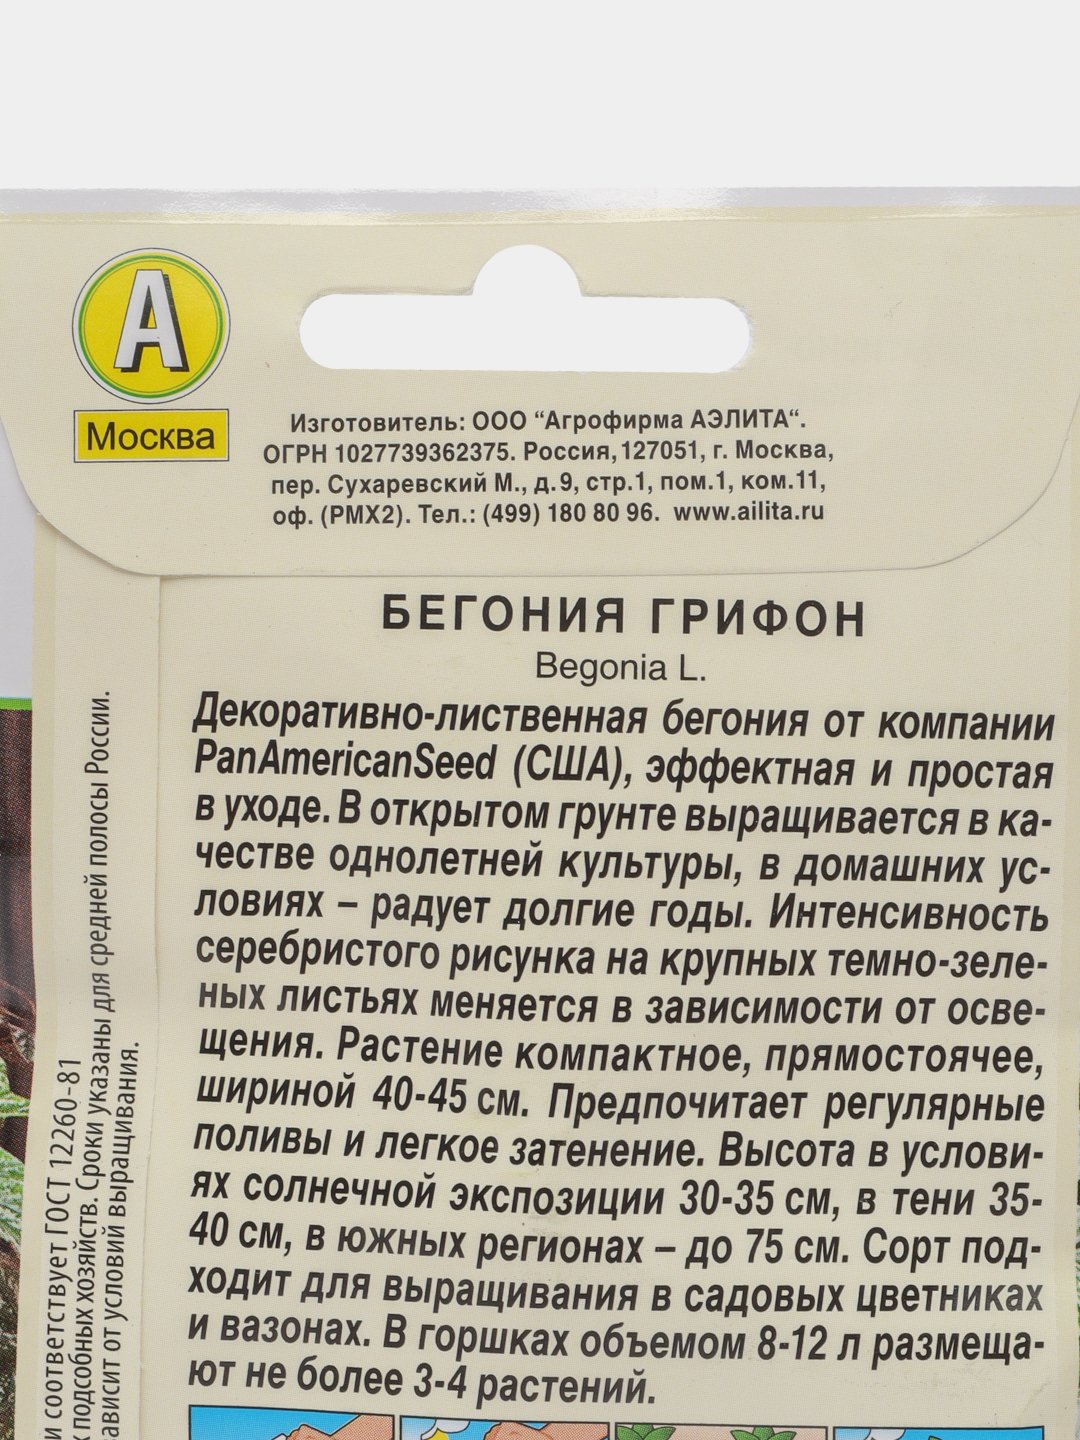 А
Москва
Изготовитель: ООО “Агрофирма АЭЛИТА“.
ОГРН 1027739362375. Россия, 127051, г. Москва,
пер. Сухаревский М., д.9, стр.1, пом.1, ком.11,
оф. (РМХ2). Тел.: (499) 180 80 96. www.ailita.ru
БЕГОНИЯ ГРИФОН
Begonia L.
Декоративно-лиственная бегония от компании
PanAmericanSeed (США), эффектная и простая
в уходе. В открытом грунте выращивается в ка-
честве однолетней культуры, в домашних ус-
ловиях – радует долгие годы. Интенсивность
серебристого рисунка на крупных темно-зеле-
ных листьях меняется в зависимости от осве-
щения. Растение компактное, прямостоячее,
шириной 40-45 см. Предпочитает регулярные
поливы и легкое затенение. Высота в услови-
ях солнечной экспозиции 30-35 см, в тени 35-
40 см, в южных регионах – до 75 см. Сорт под-
ходит для выращивания в садовых цветниках
и вазонах. В горшках объемом 8-12 л размеща-
ют не более 3-4 растений.
и соответствует ГОСТ 12260-81
х подсобных хозяйств. Сроки указаны для средней полосы России.
зависит от условий выращивания.